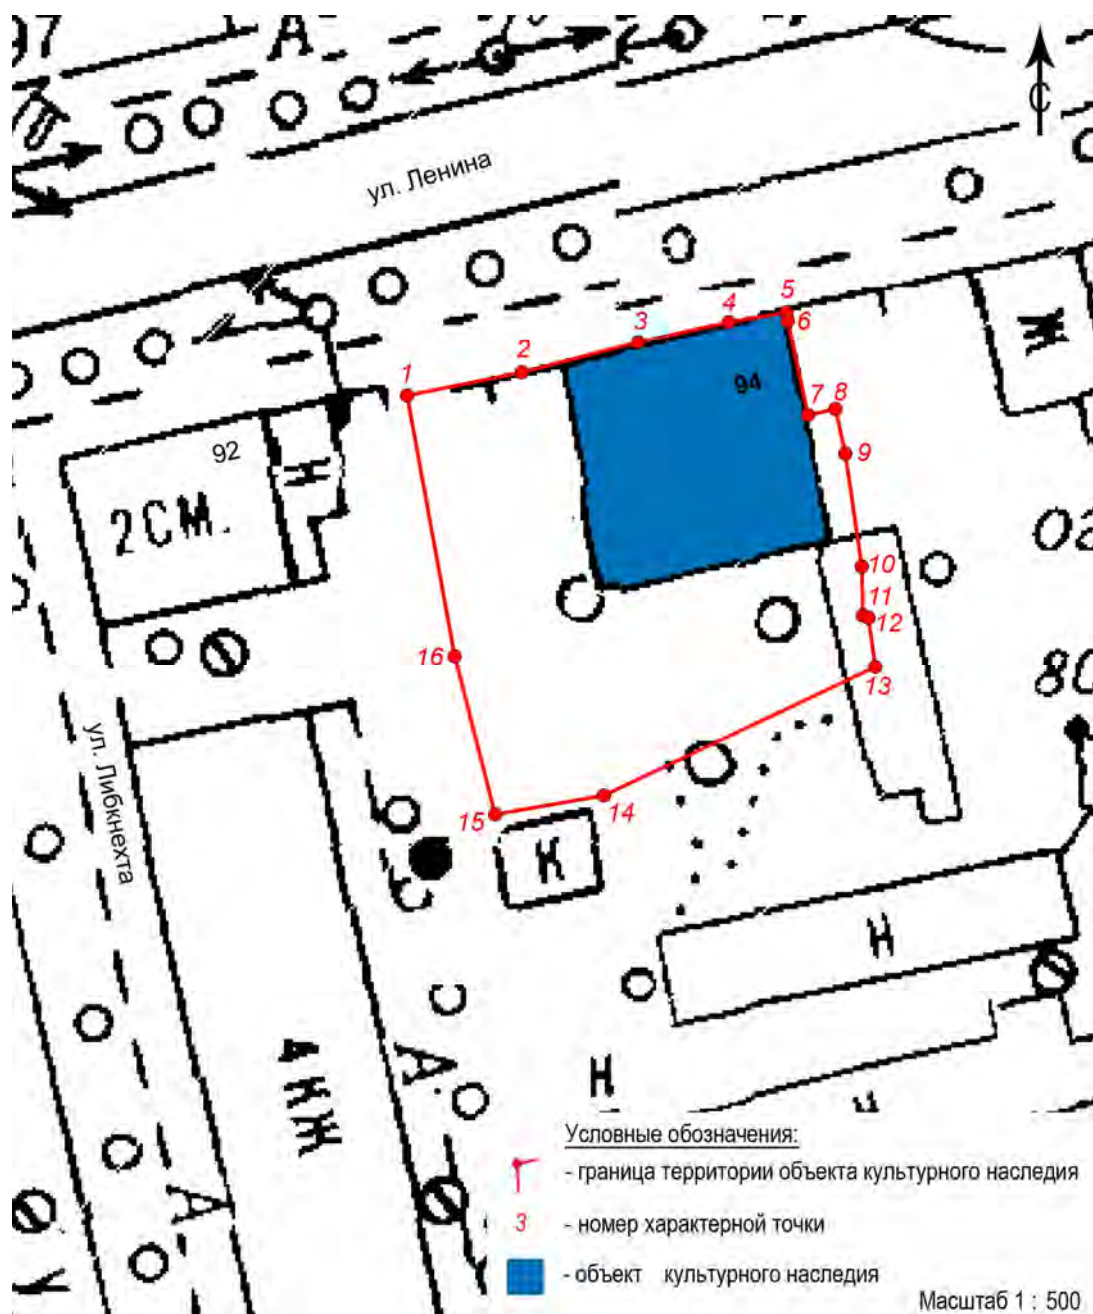 97
А
С
ул. Ленина
5
4
6
3
2
1
94
7
8
Ж
92
9
Н
2СМ.
10
11
12
16
13
ул. Либкнехта
15
14
К
Н
4КЖ
А
Н
А
У
Условные обозначения:
- граница территории объекта культурного наследия
3 - номер характерной точки
- объект культурного наследия
Масштаб 1 : 500